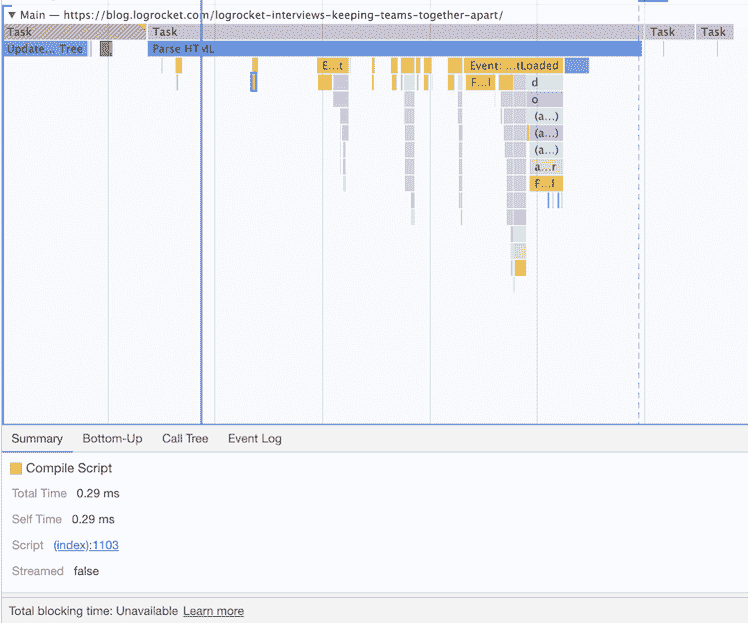 ▼ Main — https://blog.logrocket.com/logrocket-interviews-keeping-teams-together-apart/
Task Task Task Task
Update... Tree Parse HTML
E...t Event: ...tLoaded
F...l d
o
(a...)
(a...)
(a...)
a...r
F...l
Summary Bottom-Up Call Tree Event Log
Compile Script
Total Time 0.29 ms
Self Time 0.29 ms
Script (index):1103
Streamed false
Total blocking time: Unavailable Learn more